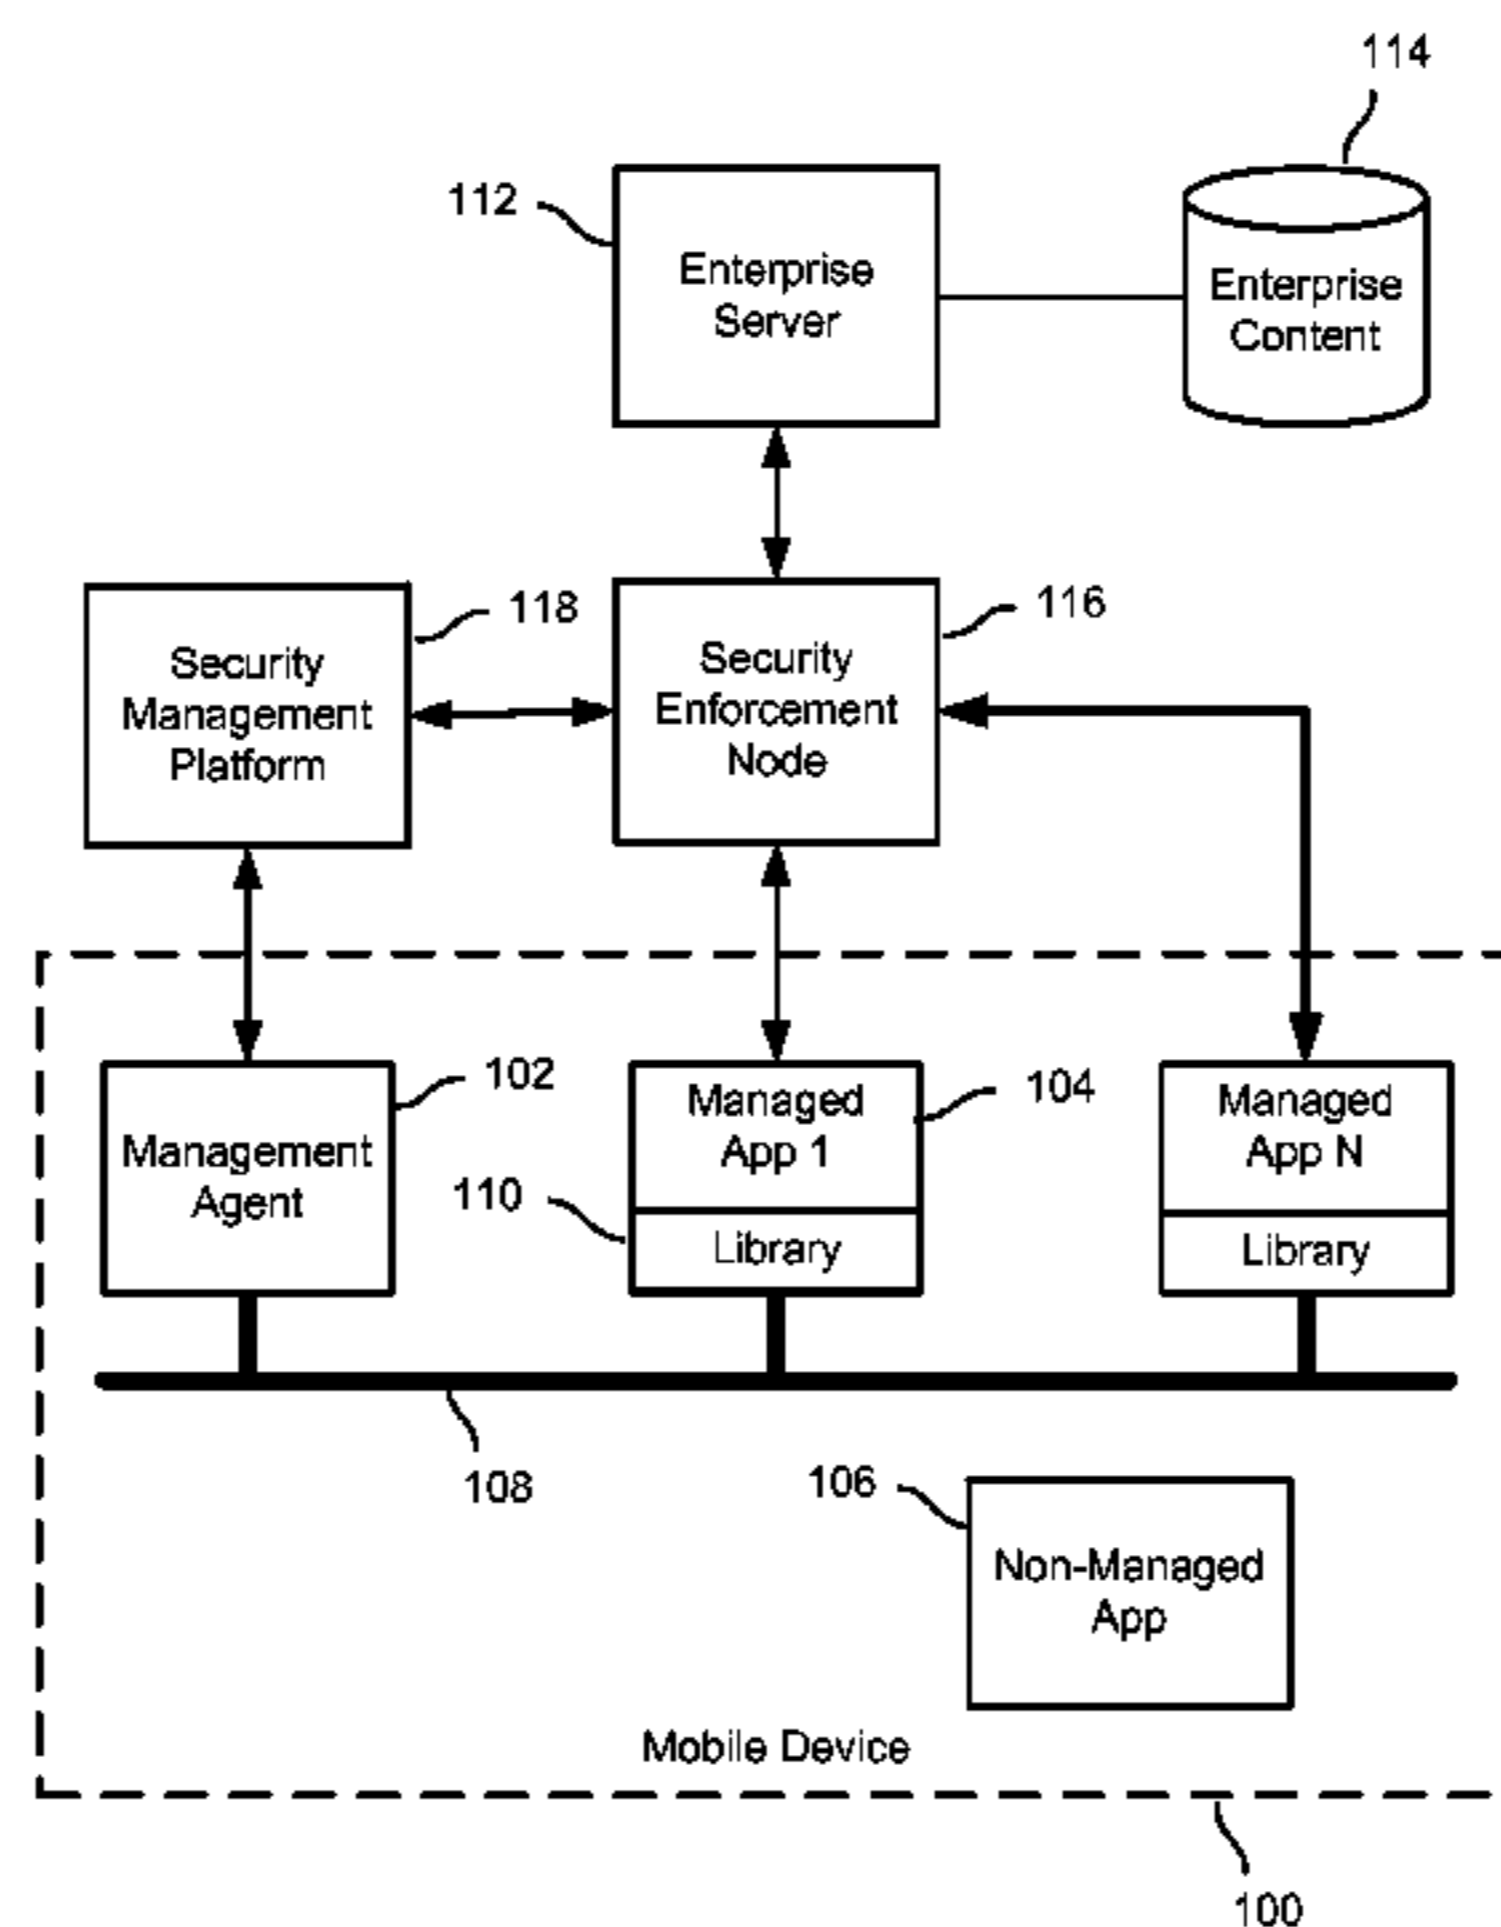 114
112
Enterprise
Server
Enterprise
Content
118
116
Security
Management
Platform
Security
Enforcement
Node
102
104
Management
Agent
Managed
App 1
110
Library
Managed
App N
Library
108
106
Non-Managed
App
Mobile Device
100